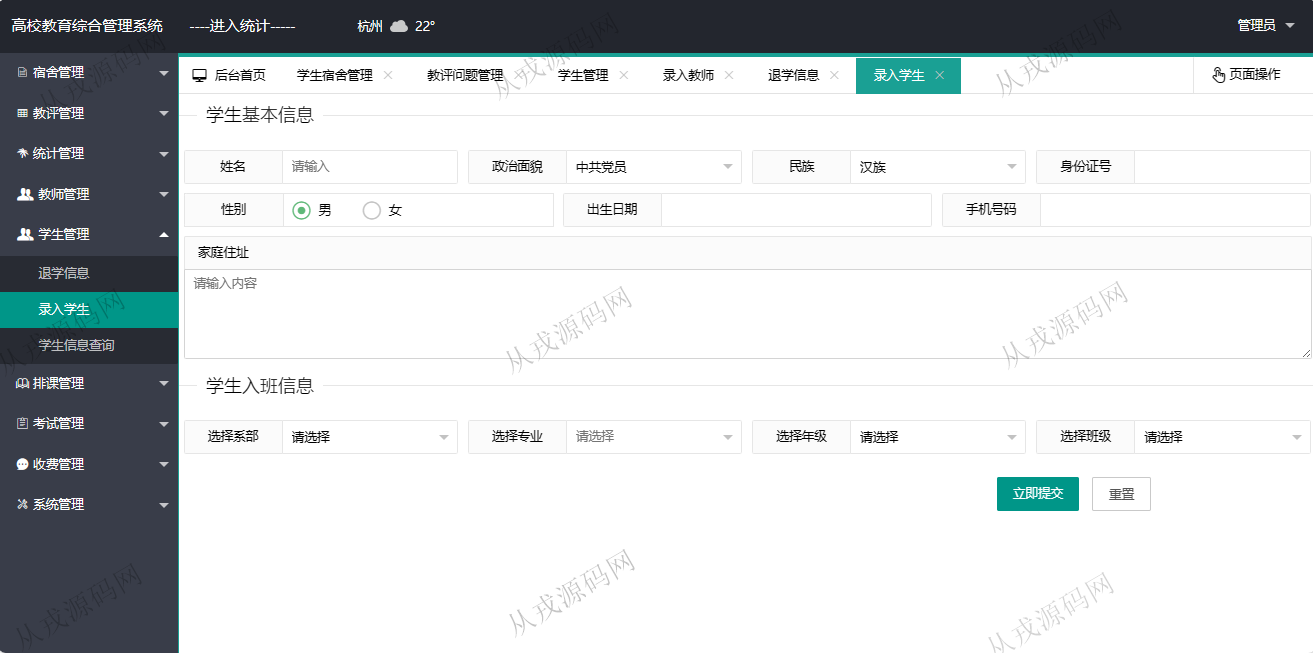 高校教育综合管理系统 ----进入统计----- 杭州 22° 管理员
宿舍管理
教评管理
统计管理
教师管理
学生管理
退学信息
录入学生
学生信息查询
排课管理
考试管理
收费管理
系统管理
后台首页 学生宿舍管理 教评问题管理 学生管理 录入教师 退学信息 录入学生 页面操作
学生基本信息
姓名 请输入 政治面貌 中共党员 民族 汉族 身份证号
性别 男 女 出生日期 手机号码
家庭住址
请输入内容
学生入班信息
选择系部 请选择 选择专业 请选择 选择年级 请选择 选择班级 请选择
立即提交 重置
从戎源码网
从戎源码网
从戎源码网
从戎源码网
从戎源码网
从戎源码网
从戎源码网
从戎源码网
从戎源码网